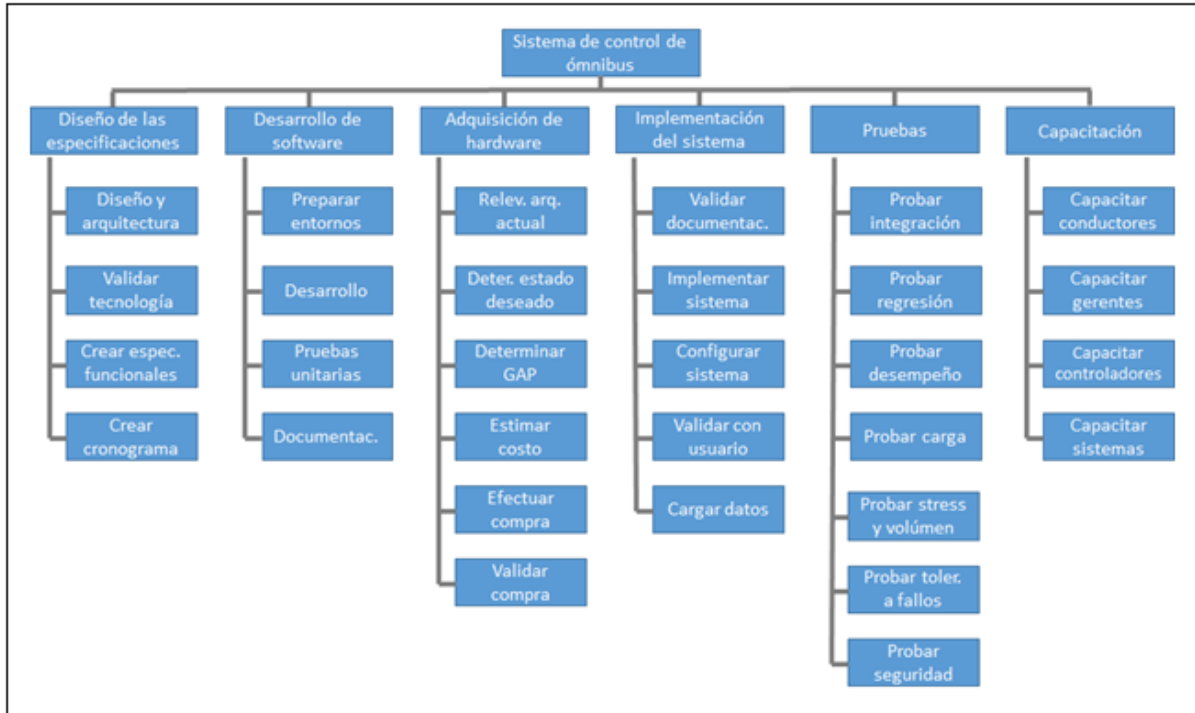 Sistema de control de
ómnibus
Diseño de las
especificaciones
Desarrollo de
software
Adquisición de
hardware
Implementación
del sistema
Pruebas
Capacitación
Diseño y
arquitectura
Validar
tecnología
Crear espec.
funcionales
Crear
cronograma
Preparar
entornos
Desarrollo
Pruebas
unitarias
Documentac.
Relev. arq.
actual
Deter. estado
deseado
Determinar
GAP
Estimar
costo
Efectuar
compra
Validar
compra
Validar
documentac.
Implementar
sistema
Configurar
sistema
Validar con
usuario
Cargar datos
Probar
integración
Probar
regresión
Probar
desempeño
Probar carga
Probar stress
y volúmen
Probar toler.
a fallos
Probar
seguridad
Capacitar
conductores
Capacitar
gerentes
Capacitar
controladores
Capacitar
sistemas